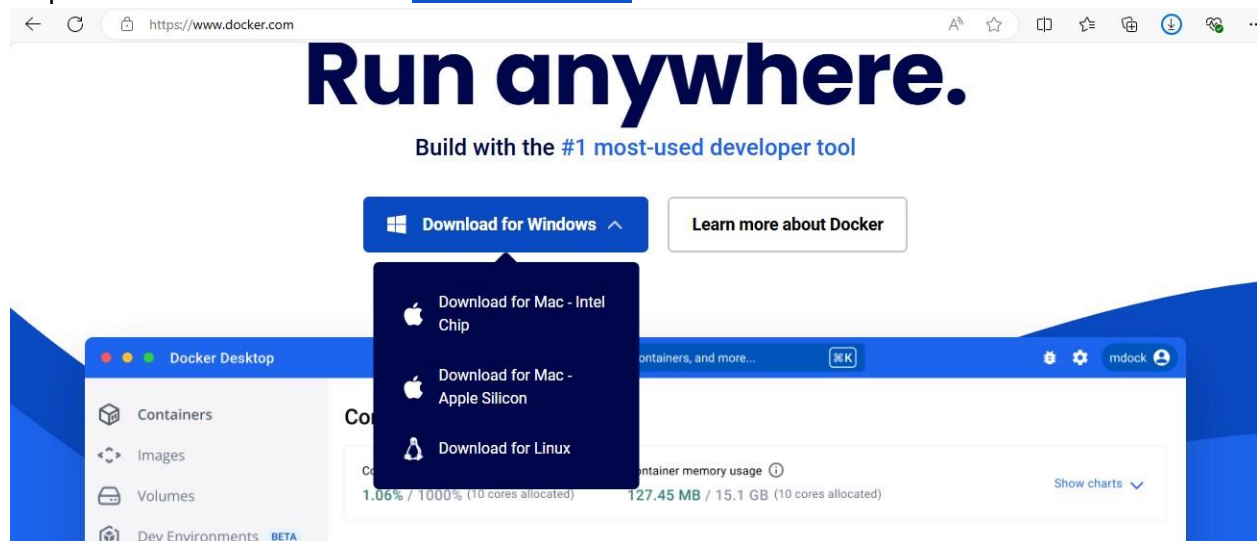 https://www.docker.com
Run anywhere.
Build with the #1 most-used developer tool
Download for Windows
Learn more about Docker
Download for Mac - Intel
Chip
Download for Mac -
Apple Silicon
Download for Linux
Docker Desktop
ontainers, and more...
⌘K
mdock
Containers
Images
Volumes
Dev Environments BETA
Co
Co
1.06% / 1000% (10 cores allocated)
ontainer memory usage
127.45 MB / 15.1 GB (10 cores allocated)
Show charts